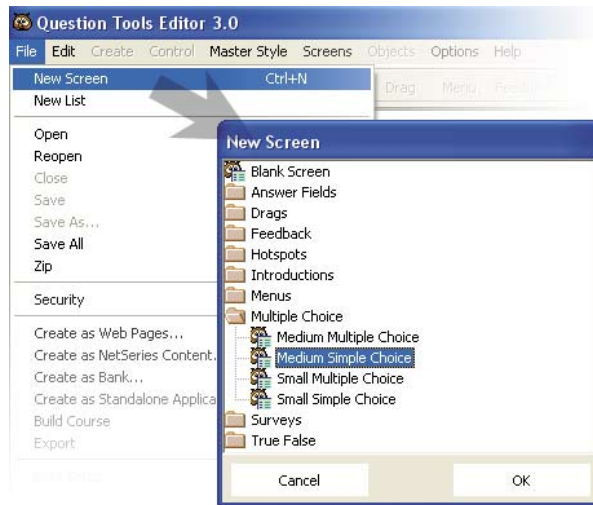 Question Tools Editor 3.0
File Edit Create Control Master Style Screens Objects Options Help
New Screen Ctrl+N
Drag Menu
New List
Open
Reopen
Close
Save
Save As...
Save All
Zip
Security
Create as Web Pages...
Create as NetSeries Content.
Create as Bank...
Create as Standalone Applica
Build Course
Export
New Screen
Blank Screen
Answer Fields
Drags
Feedback
Hotspots
Introductions
Menus
Multiple Choice
Medium Multiple Choice
Medium Simple Choice
Small Multiple Choice
Small Simple Choice
Surveys
True False
Cancel OK